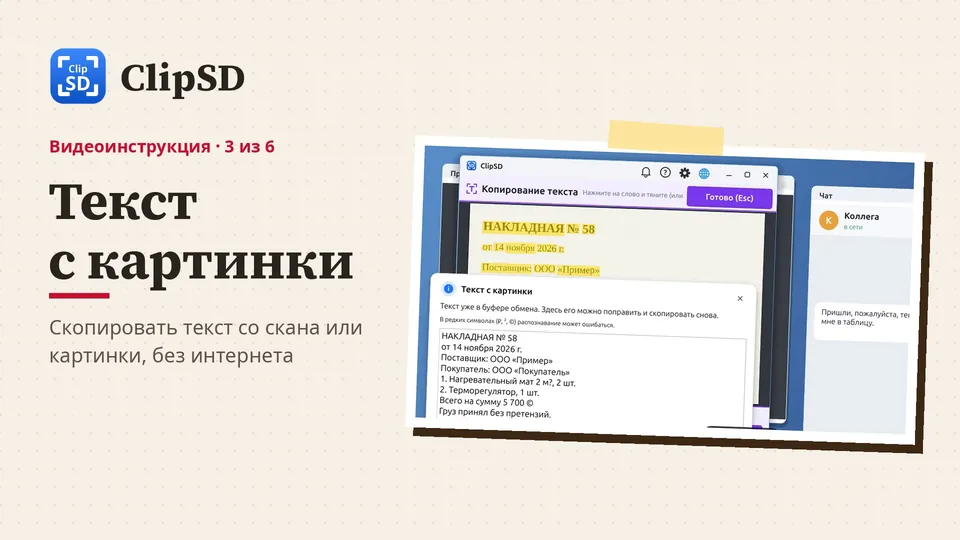 Clip
SD
ClipSD
Видеоинструкция · 3 из 6
Текст
с картинки
Скопировать текст со скана или
картинки, без интернета
ClipSD
Копирование текста
Нажмите на слово и тяните (или
Готово (Esc)
НАКЛАДНАЯ № 58
от 14 ноября 2026 г.
Поставщик: ООО «Пример»
Текст с картинки
Текст уже в буфере обмена. Здесь его можно поправить и скопировать снова.
В редких символах (₽, ², ©) распознавание может ошибаться.
НАКЛАДНАЯ № 58
от 14 ноября 2026 г.
Поставщик: ООО «Пример»
Покупатель: ООО «Покупатель»
1. Нагревательный мат 2 м?, 2 шт.
2. Терморегулятор, 1 шт.
Всего на сумму 5 700 ©
Груз принял без претензий.
Чат
К
Коллега
в сети
Пришли, пожалуйста,
мне в таблицу.